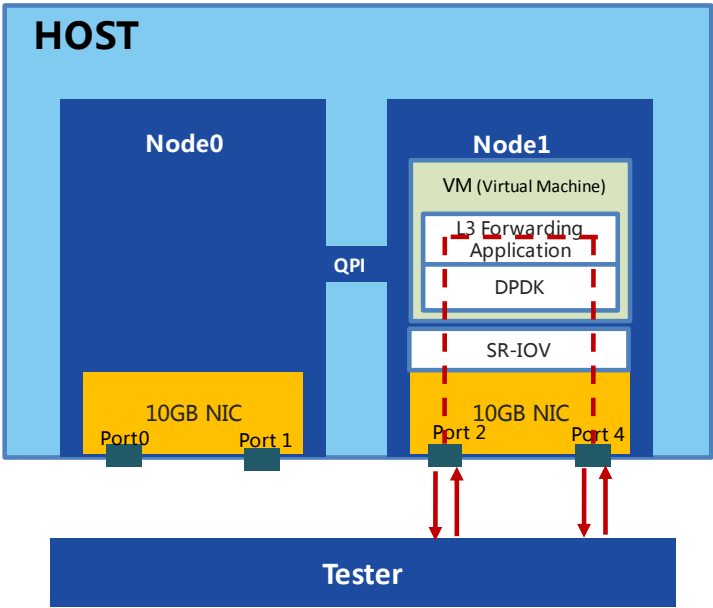 HOST
Node0
Node1
VM (Virtual Machine)
L3 Forwarding
Application
QPI
DPDK
SR-IOV
10GB NIC
10GB NIC
Port0
Port 1
Port 2
Port 4
Tester